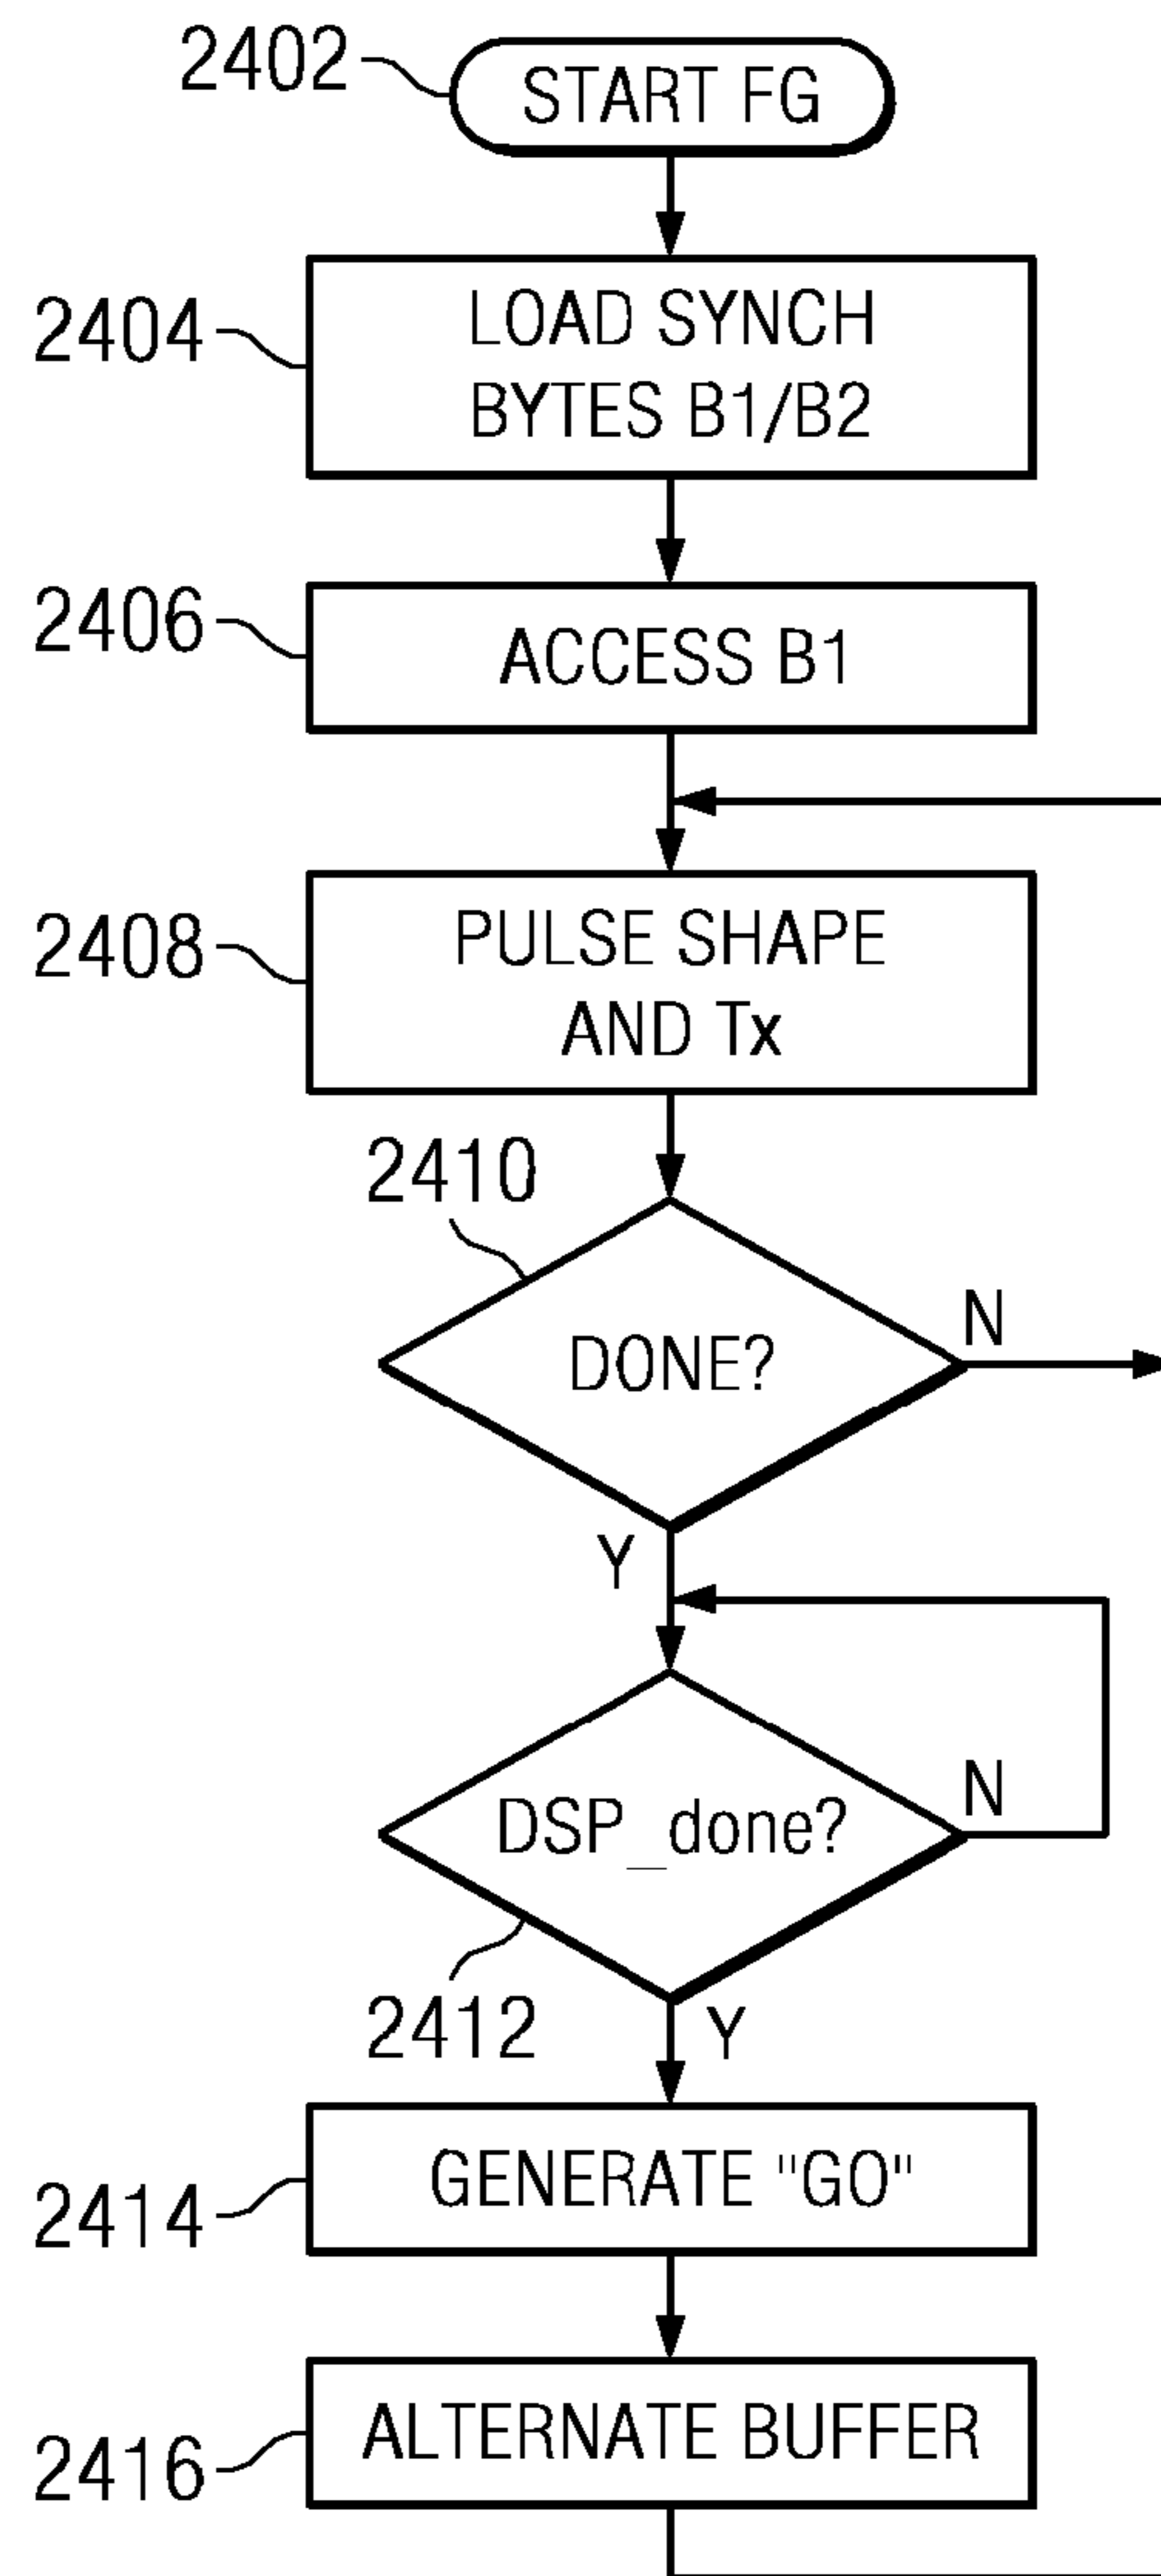 2402
START FG
2404
LOAD SYNCH
BYTES B1/B2
2406
ACCESS B1
2408
PULSE SHAPE
AND Tx
2410
DONE?
N
Y
DSP_done?
N
2412
Y
GENERATE "GO"
2414
ALTERNATE BUFFER
2416